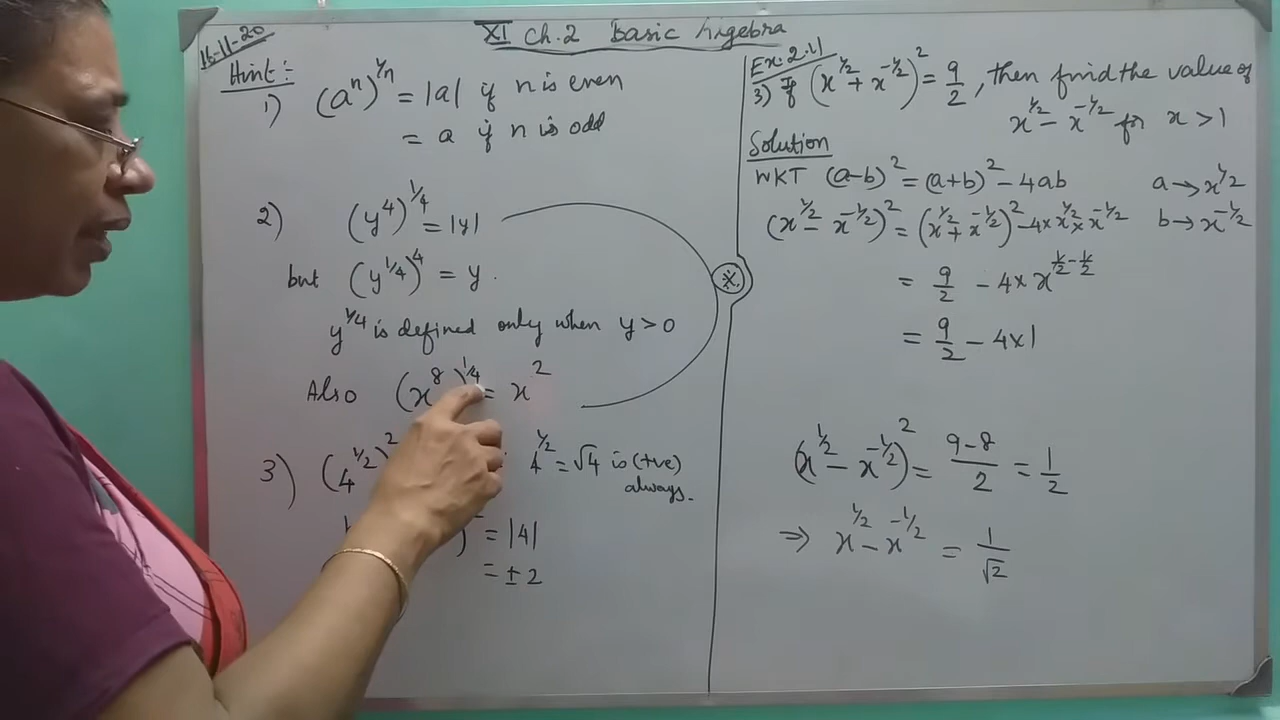 16-11-20
XI Ch.2 Basic Algebra
Hint:
1) (a^n)^1/n = |a| if n is even
= a if n is odd
2) (y^4)^1/4 = |y|
but (y^1/4)^4 = y.
y^1/4 is defined only when y > 0
Also (x^8)^1/4 = x^2
3) (4^1/2)^2 4^1/2 = √4 is (+ve)
always.
= |4|
= ± 2
*
Ex. 2.1
3) If (x^1/2 + x^-1/2)^2 = 9/2, then find the value of
x^1/2 - x^-1/2 for x > 1
Solution
WKT (a-b)^2 = (a+b)^2 - 4ab a → x^1/2
(x^1/2 - x^-1/2)^2 = (x^1/2 + x^-1/2)^2 - 4 × x^1/2 × x^-1/2 b → x^-1/2
= 9/2 - 4 × x^1/2 - 1/2
= 9/2 - 4×1
(x^1/2 - x^-1/2)^2 = 9-8/2 = 1/2
⇒ x^1/2 - x^-1/2 = 1/√2